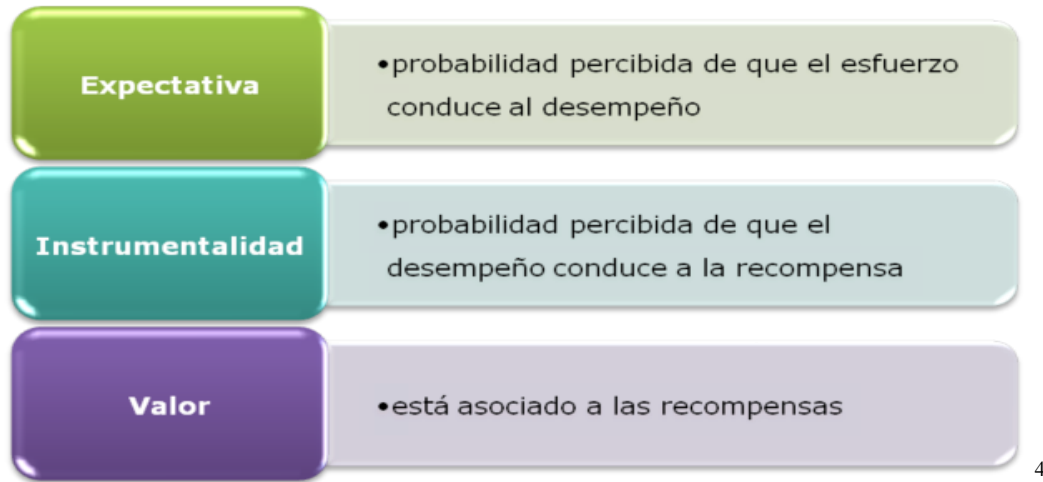 Expectativa
•probabilidad percibida de que el esfuerzo
conduce al desempeño
Instrumentalidad
•probabilidad percibida de que el
desempeño conduce a la recompensa
Valor
•está asociado a las recompensas
4